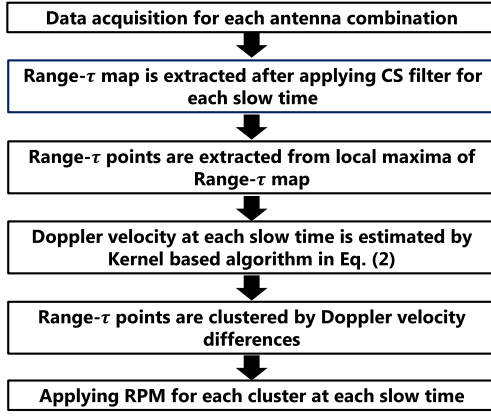 Data acquisition for each antenna combination
Range-τ map is extracted after applying CS filter for
each slow time
Range-τ points are extracted from local maxima of
Range-τ map
Doppler velocity at each slow time is estimated by
Kernel based algorithm in Eq. (2)
Range-τ points are clustered by Doppler velocity
differences
Applying RPM for each cluster at each slow time